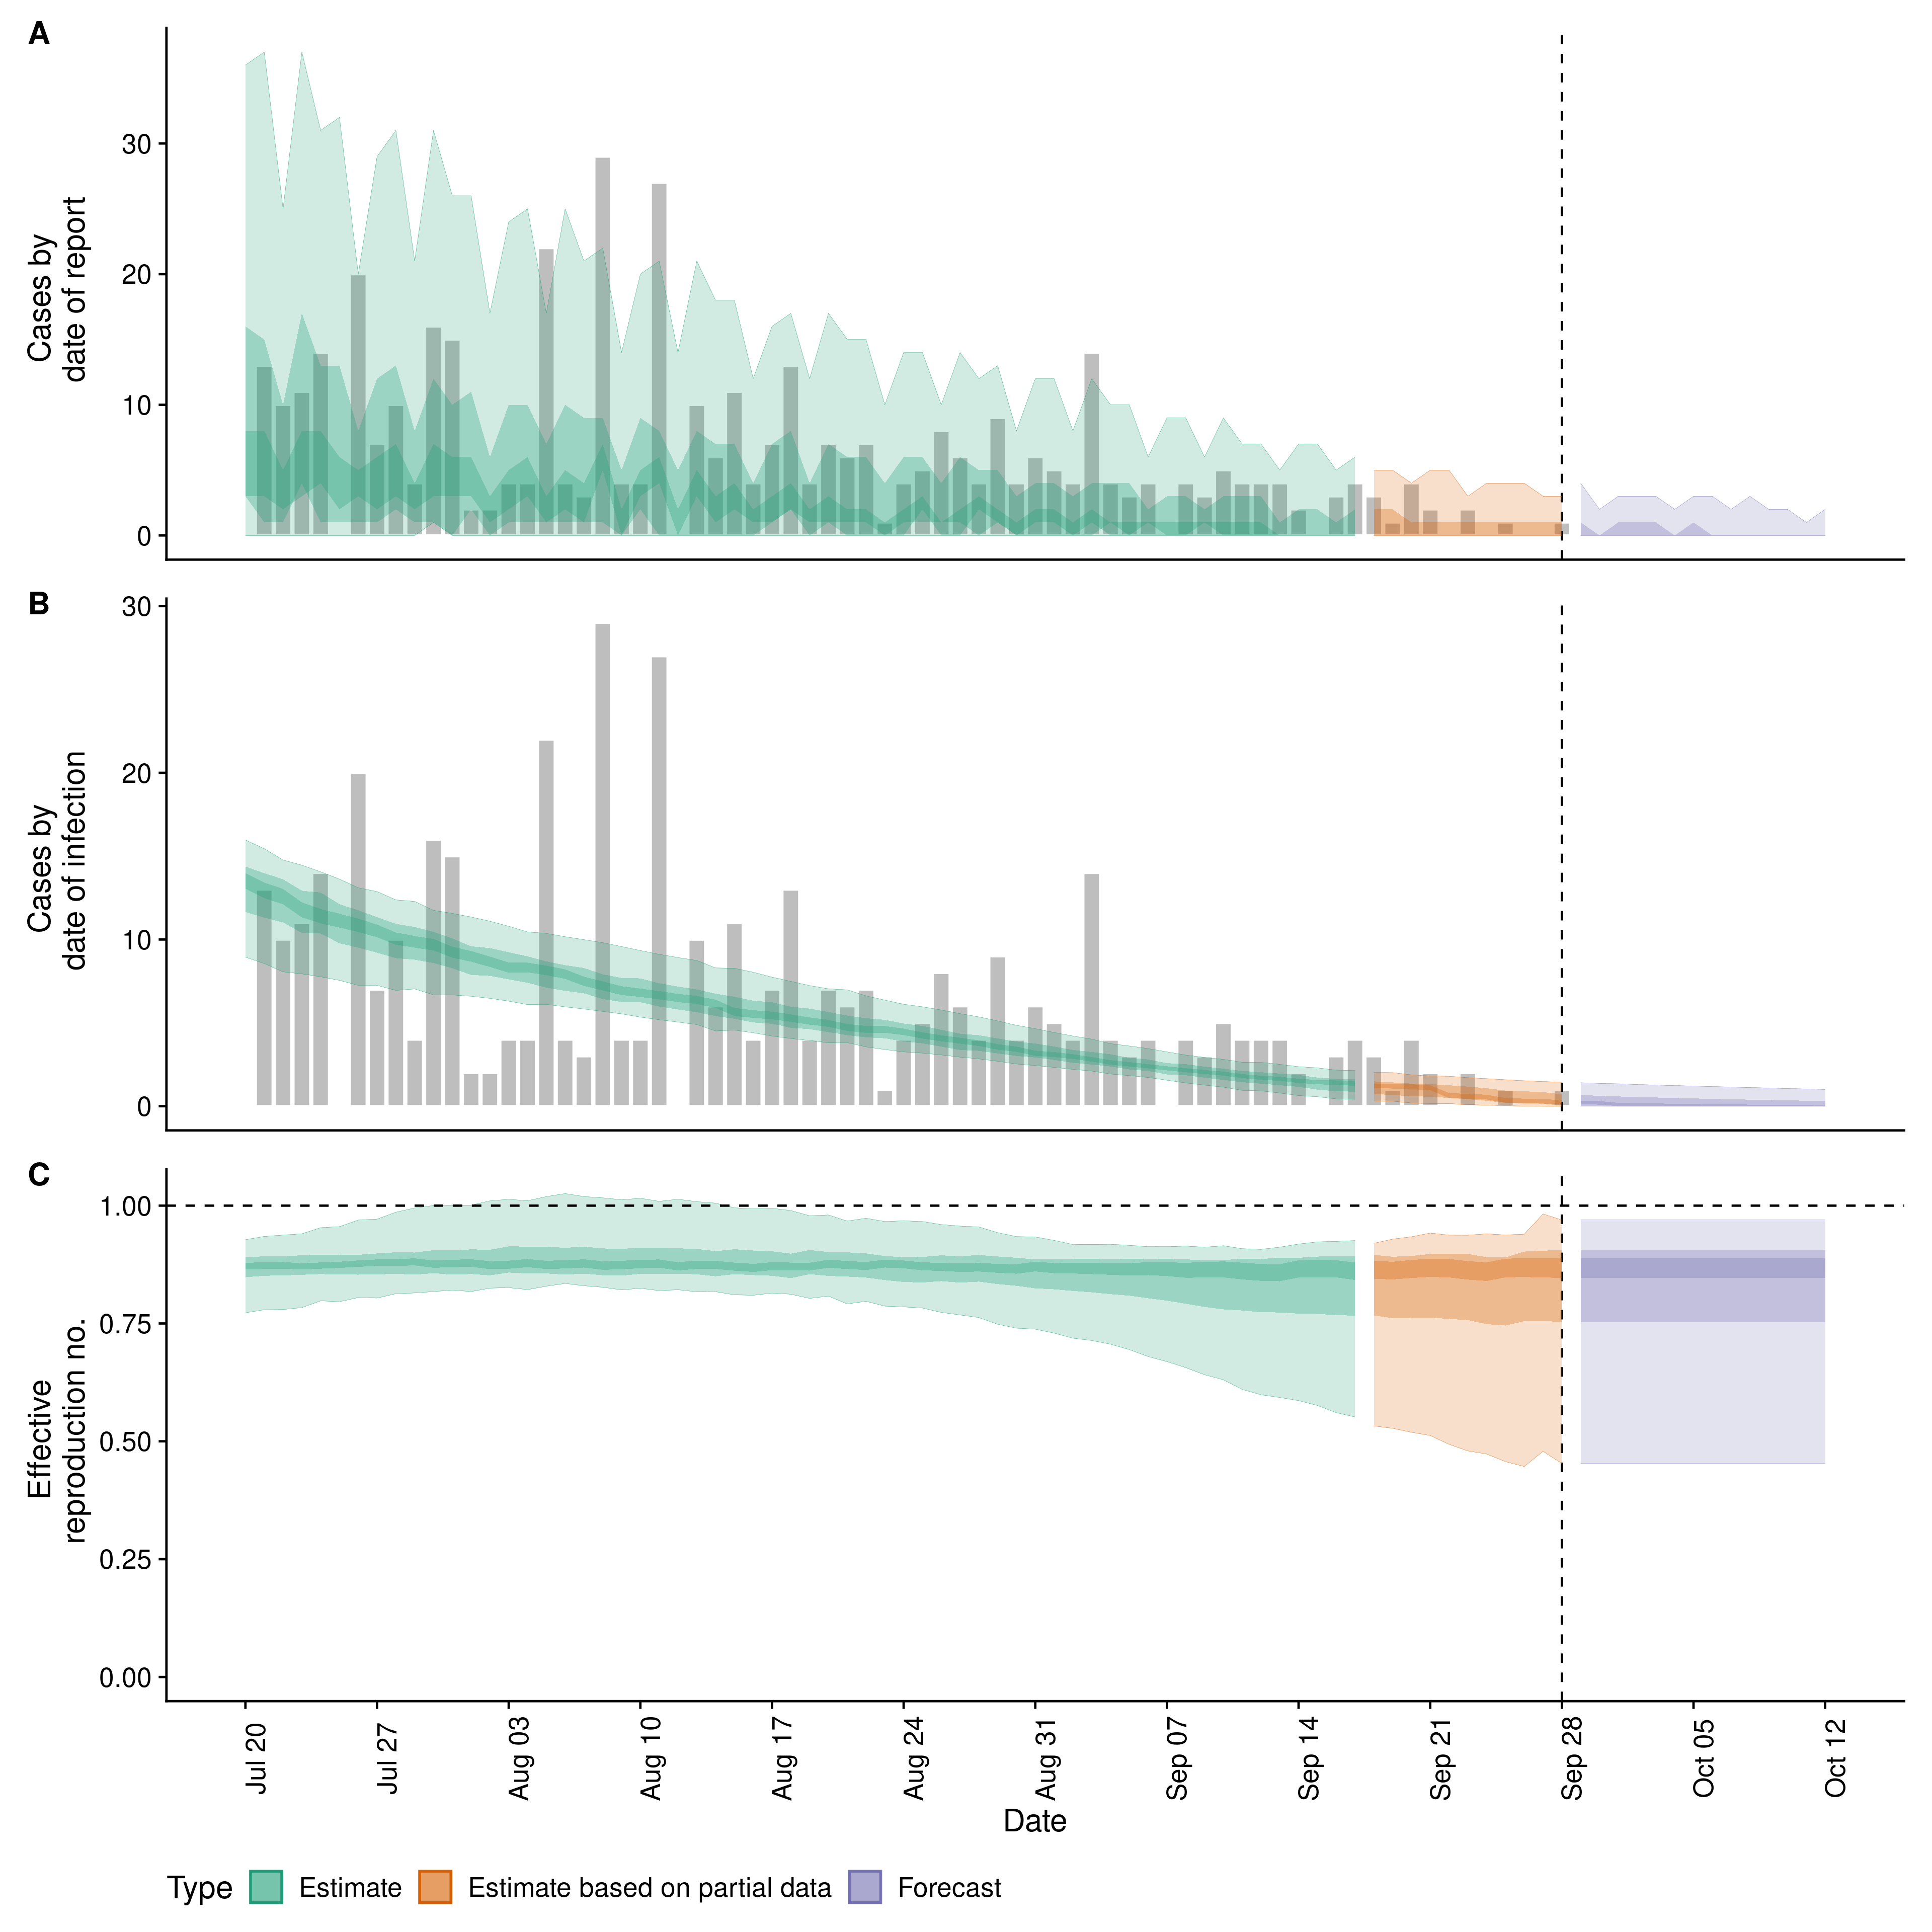 A
Cases by
date of report
30
20
10
0
B
Cases by
date of infection
30
20
10
0
C
Effective
reproduction no.
1.00
0.75
0.50
0.25
0.00
Jul 20
Jul 27
Aug 03
Aug 10
Aug 17
Aug 24
Aug 31
Sep 07
Sep 14
Sep 21
Sep 28
Oct 05
Oct 12
Date
Type Estimate Estimate based on partial data Forecast